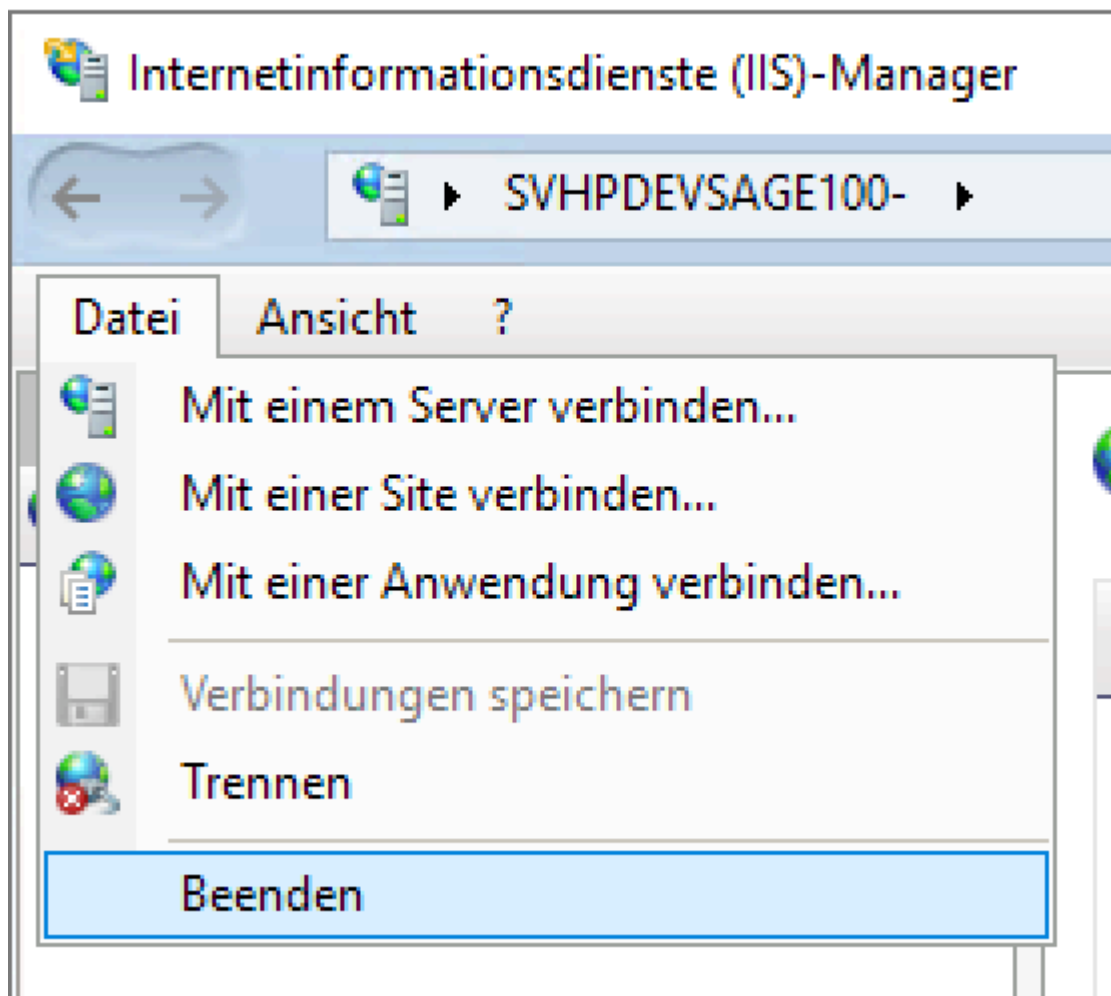 Internetinformationsdienste (IIS)-Manager
SVHPDEVSAGE100-
Datei Ansicht ?
Mit einem Server verbinden...
Mit einer Site verbinden...
Mit einer Anwendung verbinden...
Verbindungen speichern
Trennen
Beenden